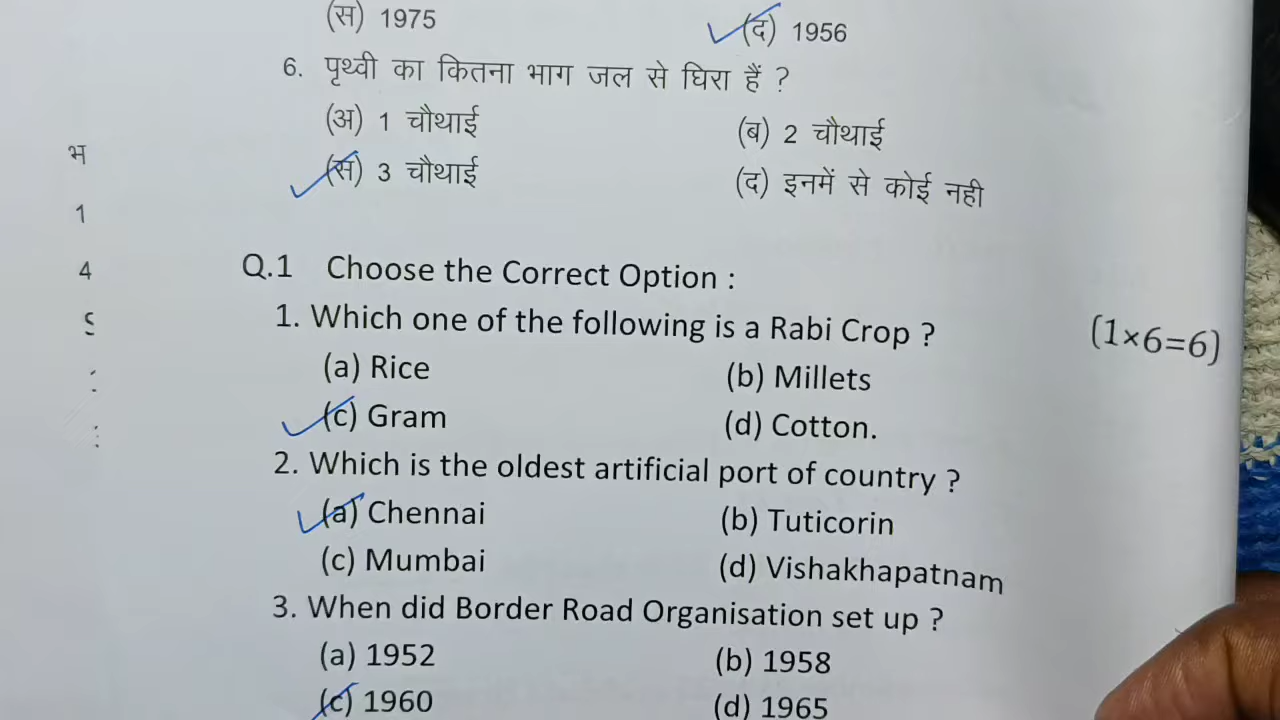 (स) 1975 (द) 1956
6. पृथ्वी का कितना भाग जल से घिरा हैं ?
(अ) 1 चौथाई (ब) 2 चौथाई
(स) 3 चौथाई (द) इनमें से कोई नही
भ
1
4
Q.1 Choose the Correct Option :
1. Which one of the following is a Rabi Crop ? (1×6=6)
(a) Rice (b) Millets
(c) Gram (d) Cotton.
2. Which is the oldest artificial port of country ?
(a) Chennai (b) Tuticorin
(c) Mumbai (d) Vishakhapatnam
3. When did Border Road Organisation set up ?
(a) 1952 (b) 1958
(c) 1960 (d) 1965